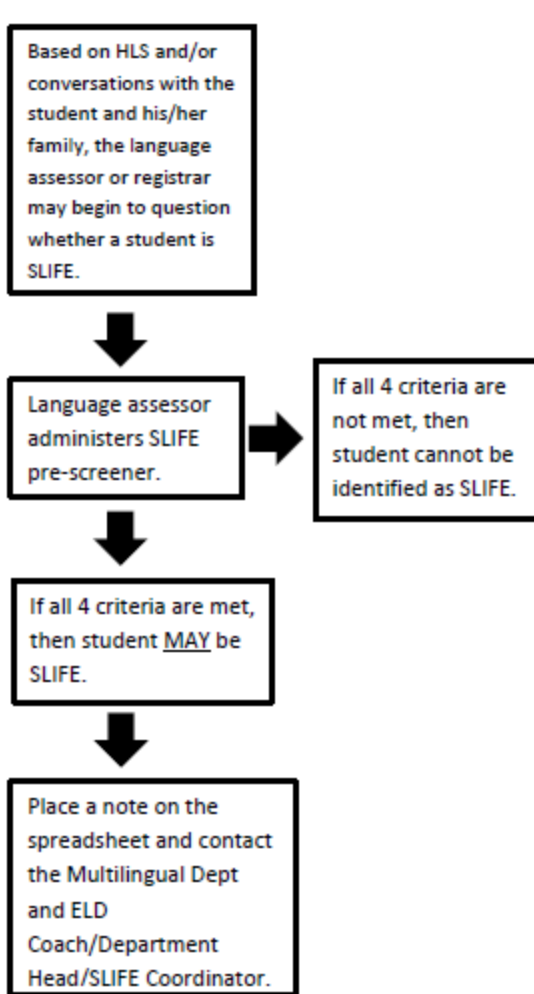 Based on HLS and/or
conversations with the
student and his/her
family, the language
assessor or registrar
may begin to question
whether a student is
SLIFE.
Language assessor
administers SLIFE
pre-screener.
If all 4 criteria are
not met, then
student cannot be
identified as SLIFE.
If all 4 criteria are met,
then student MAY be
SLIFE.
Place a note on the
spreadsheet and contact
the Multilingual Dept
and ELD
Coach/Department
Head/SLIFE Coordinator.